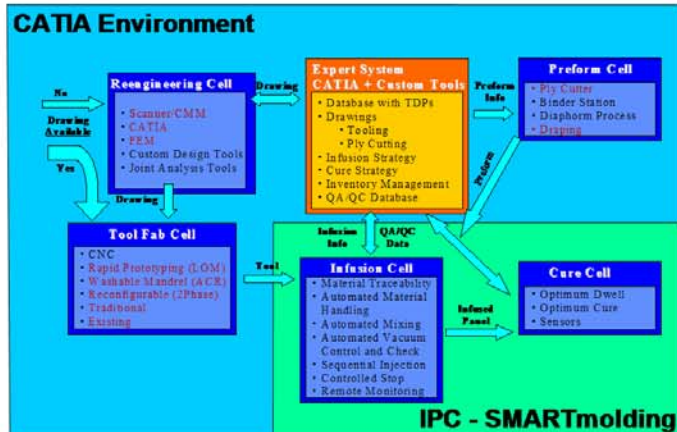 CATIA Environment
No
Drawing
Available
Yes
Reengineering Cell
• Scanner/CMM
• CATIA
• FEM
• Custom Design Tools
• Joint Analysis Tools
Drawing
Expert System
CATIA + Custom Tools
• Database with TDPs
• Drawings
• Tooling
• Ply Cutting
• Infusion Strategy
• Cure Strategy
• Inventory Management
• QA/QC Database
Preform
Info
Preform Cell
• Ply Cutter
• Binder Station
• Diaphorm Process
• Draping
Drawing
Preform
Tool Fab Cell
• CNC
• Rapid Prototyping (LOM)
• Washable Mandrel (ACR)
• Reconfigurable (2Phase)
• Traditional
• Existing
Tool
Infusion
Info
QA/QC
Data
Infusion Cell
• Material Traceability
• Automated Material
Handling
• Automated Mixing
• Automated Vacuum
Control and Check
• Sequential Injection
• Controlled Stop
• Remote Monitoring
Infused
Panel
Cure Cell
• Optimum Dwell
• Optimum Cure
• Sensors
IPC - SMARTmolding